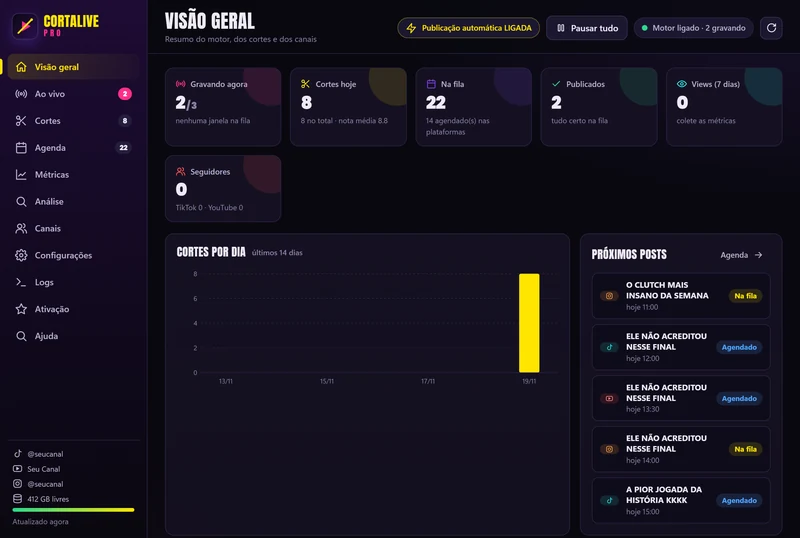 CORTALIVE
PRO
Visão geral
Ao vivo 2
Cortes 8
Agenda 22
Métricas
Análise
Canais
Configurações
Logs
Ativação
Ajuda
@seucanal
Seu Canal
@seucanal
412 GB livres
Atualizado agora
VISÃO GERAL
Resumo do motor, dos cortes e dos canais
Publicação automática LIGADA
Pausar tudo
Motor ligado · 2 gravando
Gravando agora
2/3
nenhuma janela na fila
Cortes hoje
8
8 no total · nota média 8.8
Na fila
22
14 agendado(s) nas
plataformas
Publicados
2
tudo certo na fila
Views (7 dias)
0
colete as métricas
Seguidores
0
TikTok 0 · YouTube 0
CORTES POR DIA últimos 14 dias
8
6
4
2
0
13/11 15/11 17/11 19/11
PRÓXIMOS POSTS
Agenda →
O CLUTCH MAIS
INSANO DA SEMANA
hoje 11:00
Na fila
ELE NÃO ACREDITOU
NESSE FINAL
hoje 12:00
Agendado
ELE NÃO ACREDITOU
NESSE FINAL
hoje 13:30
Agendado
ELE NÃO ACREDITOU
NESSE FINAL
hoje 14:00
Na fila
A PIOR JOGADA DA
HISTÓRIA KKKK
hoje 15:00
Agendado